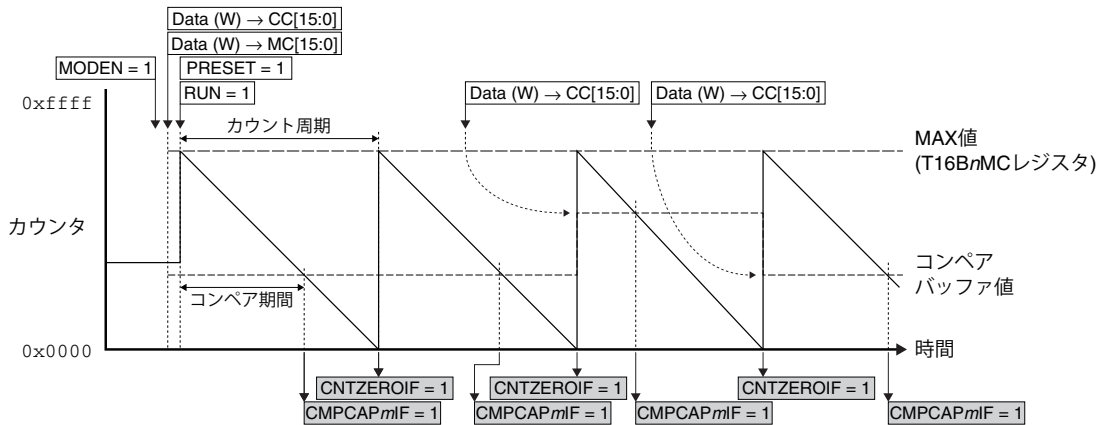 Data (W) → CC[15:0]
Data (W) → MC[15:0]
MODEN = 1
PRESET = 1
RUN = 1
Data (W) → CC[15:0]
Data (W) → CC[15:0]
0xffff
カウント周期
MAX値
(T16BnMCレジスタ)
カウンタ
コンペア
バッファ値
コンペア期間
0x0000
時間
CNTZEROIF = 1
CNTZEROIF = 1
CNTZEROIF = 1
CMPCAPmIF = 1
CMPCAPmIF = 1
CMPCAPmIF = 1
CMPCAPmIF = 1